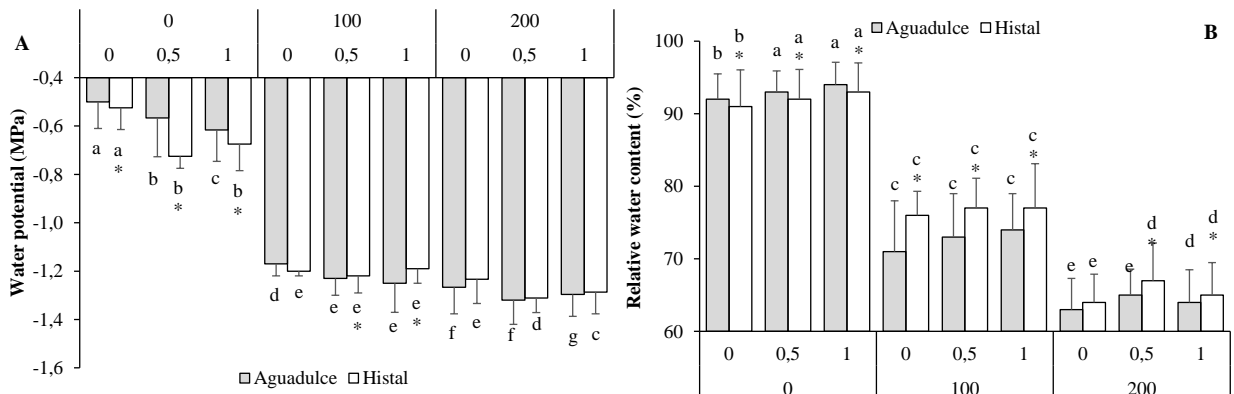 A
0 100 200
0 0,5 1 0 0,5 1 0 0,5 1
Water potential (MPa)
-0,4
-0,6
-0,8
-1,0
-1,2
-1,4
-1,6
a a b b c b d e e e e e f e f d g c
* * * * *
Aguadulce Histal
B
Aguadulce Histal
Relative water content (%)
100
90
80
70
60
b b a a a a c c c c c c e e e d d d
* * * * * * * *
0 0,5 1 0 0,5 1 0 0,5 1
0 100 200